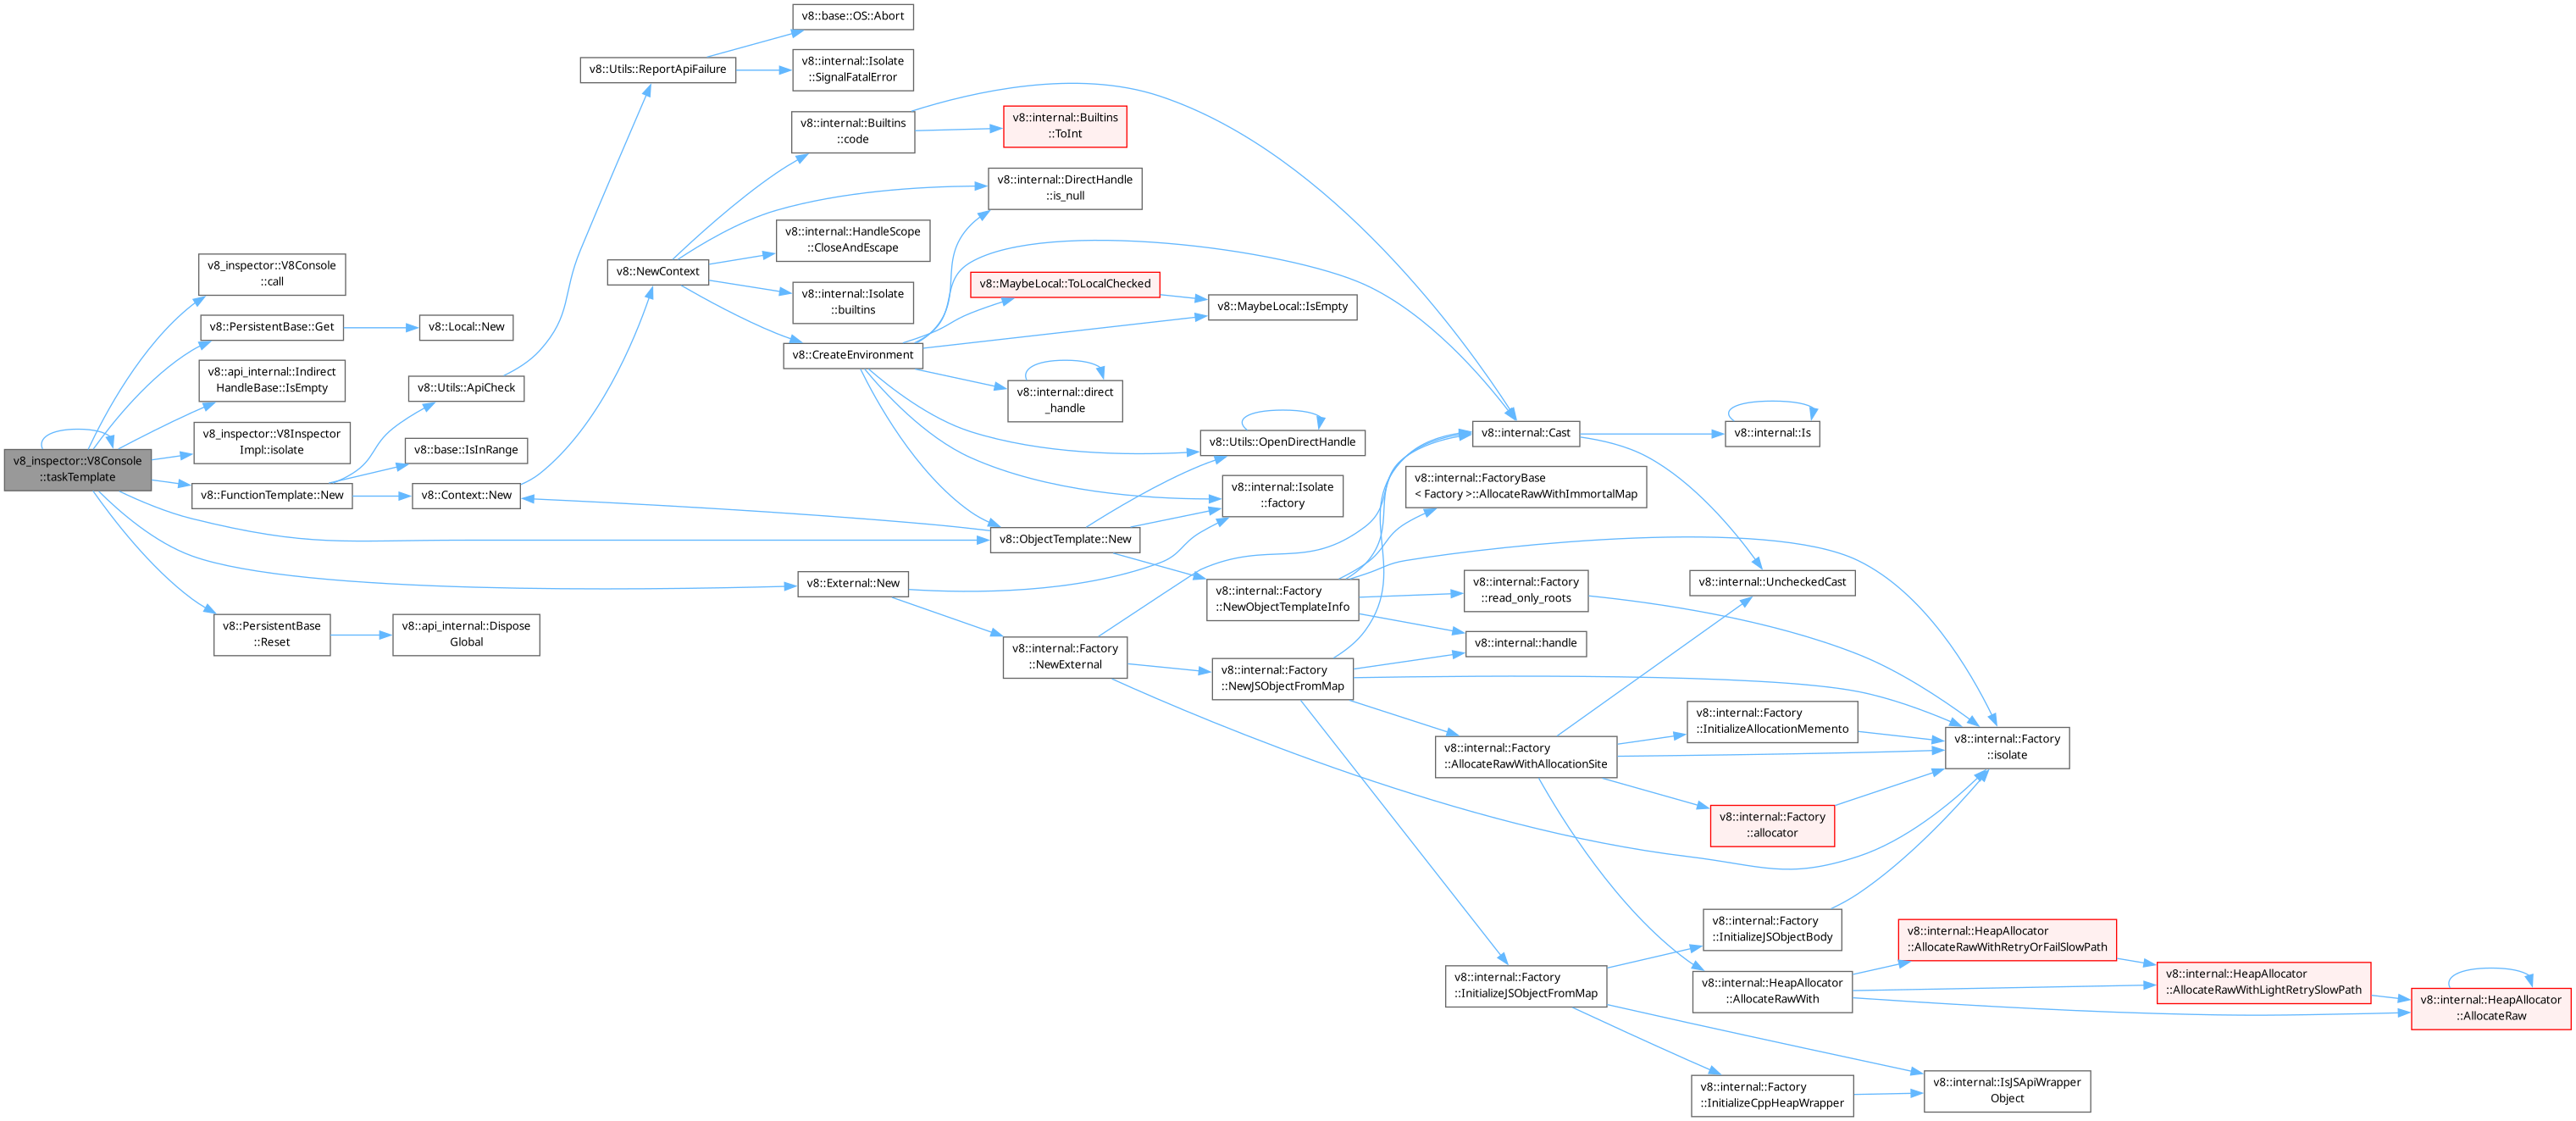 v8::base::OS::Abort
v8::Utils::ReportApiFailure
v8::internal::Isolate
::SignalFatalError
v8::internal::Builtins
::code
v8::internal::Builtins
::ToInt
v8::internal::DirectHandle
::is_null
v8::internal::HandleScope
::CloseAndEscape
v8::NewContext
v8_inspector::V8Console
::call
v8::MaybeLocal::ToLocalChecked
v8::internal::Isolate
::builtins
v8::MaybeLocal::IsEmpty
v8::PersistentBase::Get
v8::Local::New
v8::CreateEnvironment
v8::api_internal::Indirect
HandleBase::IsEmpty
v8::Utils::ApiCheck
v8::internal::direct
_handle
v8_inspector::V8Inspector
Impl::isolate
v8::base::IsInRange
v8::Utils::OpenDirectHandle
v8::internal::Cast
v8::internal::Is
v8_inspector::V8Console
::taskTemplate
v8::FunctionTemplate::New
v8::Context::New
v8::internal::Isolate
::factory
v8::internal::FactoryBase
< Factory >::AllocateRawWithImmortalMap
v8::ObjectTemplate::New
v8::External::New
v8::internal::Factory
::NewObjectTemplateInfo
v8::internal::Factory
::read_only_roots
v8::internal::UncheckedCast
v8::PersistentBase
::Reset
v8::api_internal::Dispose
Global
v8::internal::Factory
::NewExternal
v8::internal::handle
v8::internal::Factory
::NewJSObjectFromMap
v8::internal::Factory
::InitializeAllocationMemento
v8::internal::Factory
::AllocateRawWithAllocationSite
v8::internal::Factory
::isolate
v8::internal::Factory
::allocator
v8::internal::Factory
::InitializeJSObjectBody
v8::internal::HeapAllocator
::AllocateRawWithRetryOrFailSlowPath
v8::internal::Factory
::InitializeJSObjectFromMap
v8::internal::HeapAllocator
::AllocateRawWith
v8::internal::HeapAllocator
::AllocateRawWithLightRetrySlowPath
v8::internal::HeapAllocator
::AllocateRaw
v8::internal::Factory
::InitializeCppHeapWrapper
v8::internal::IsJSApiWrapper
Object